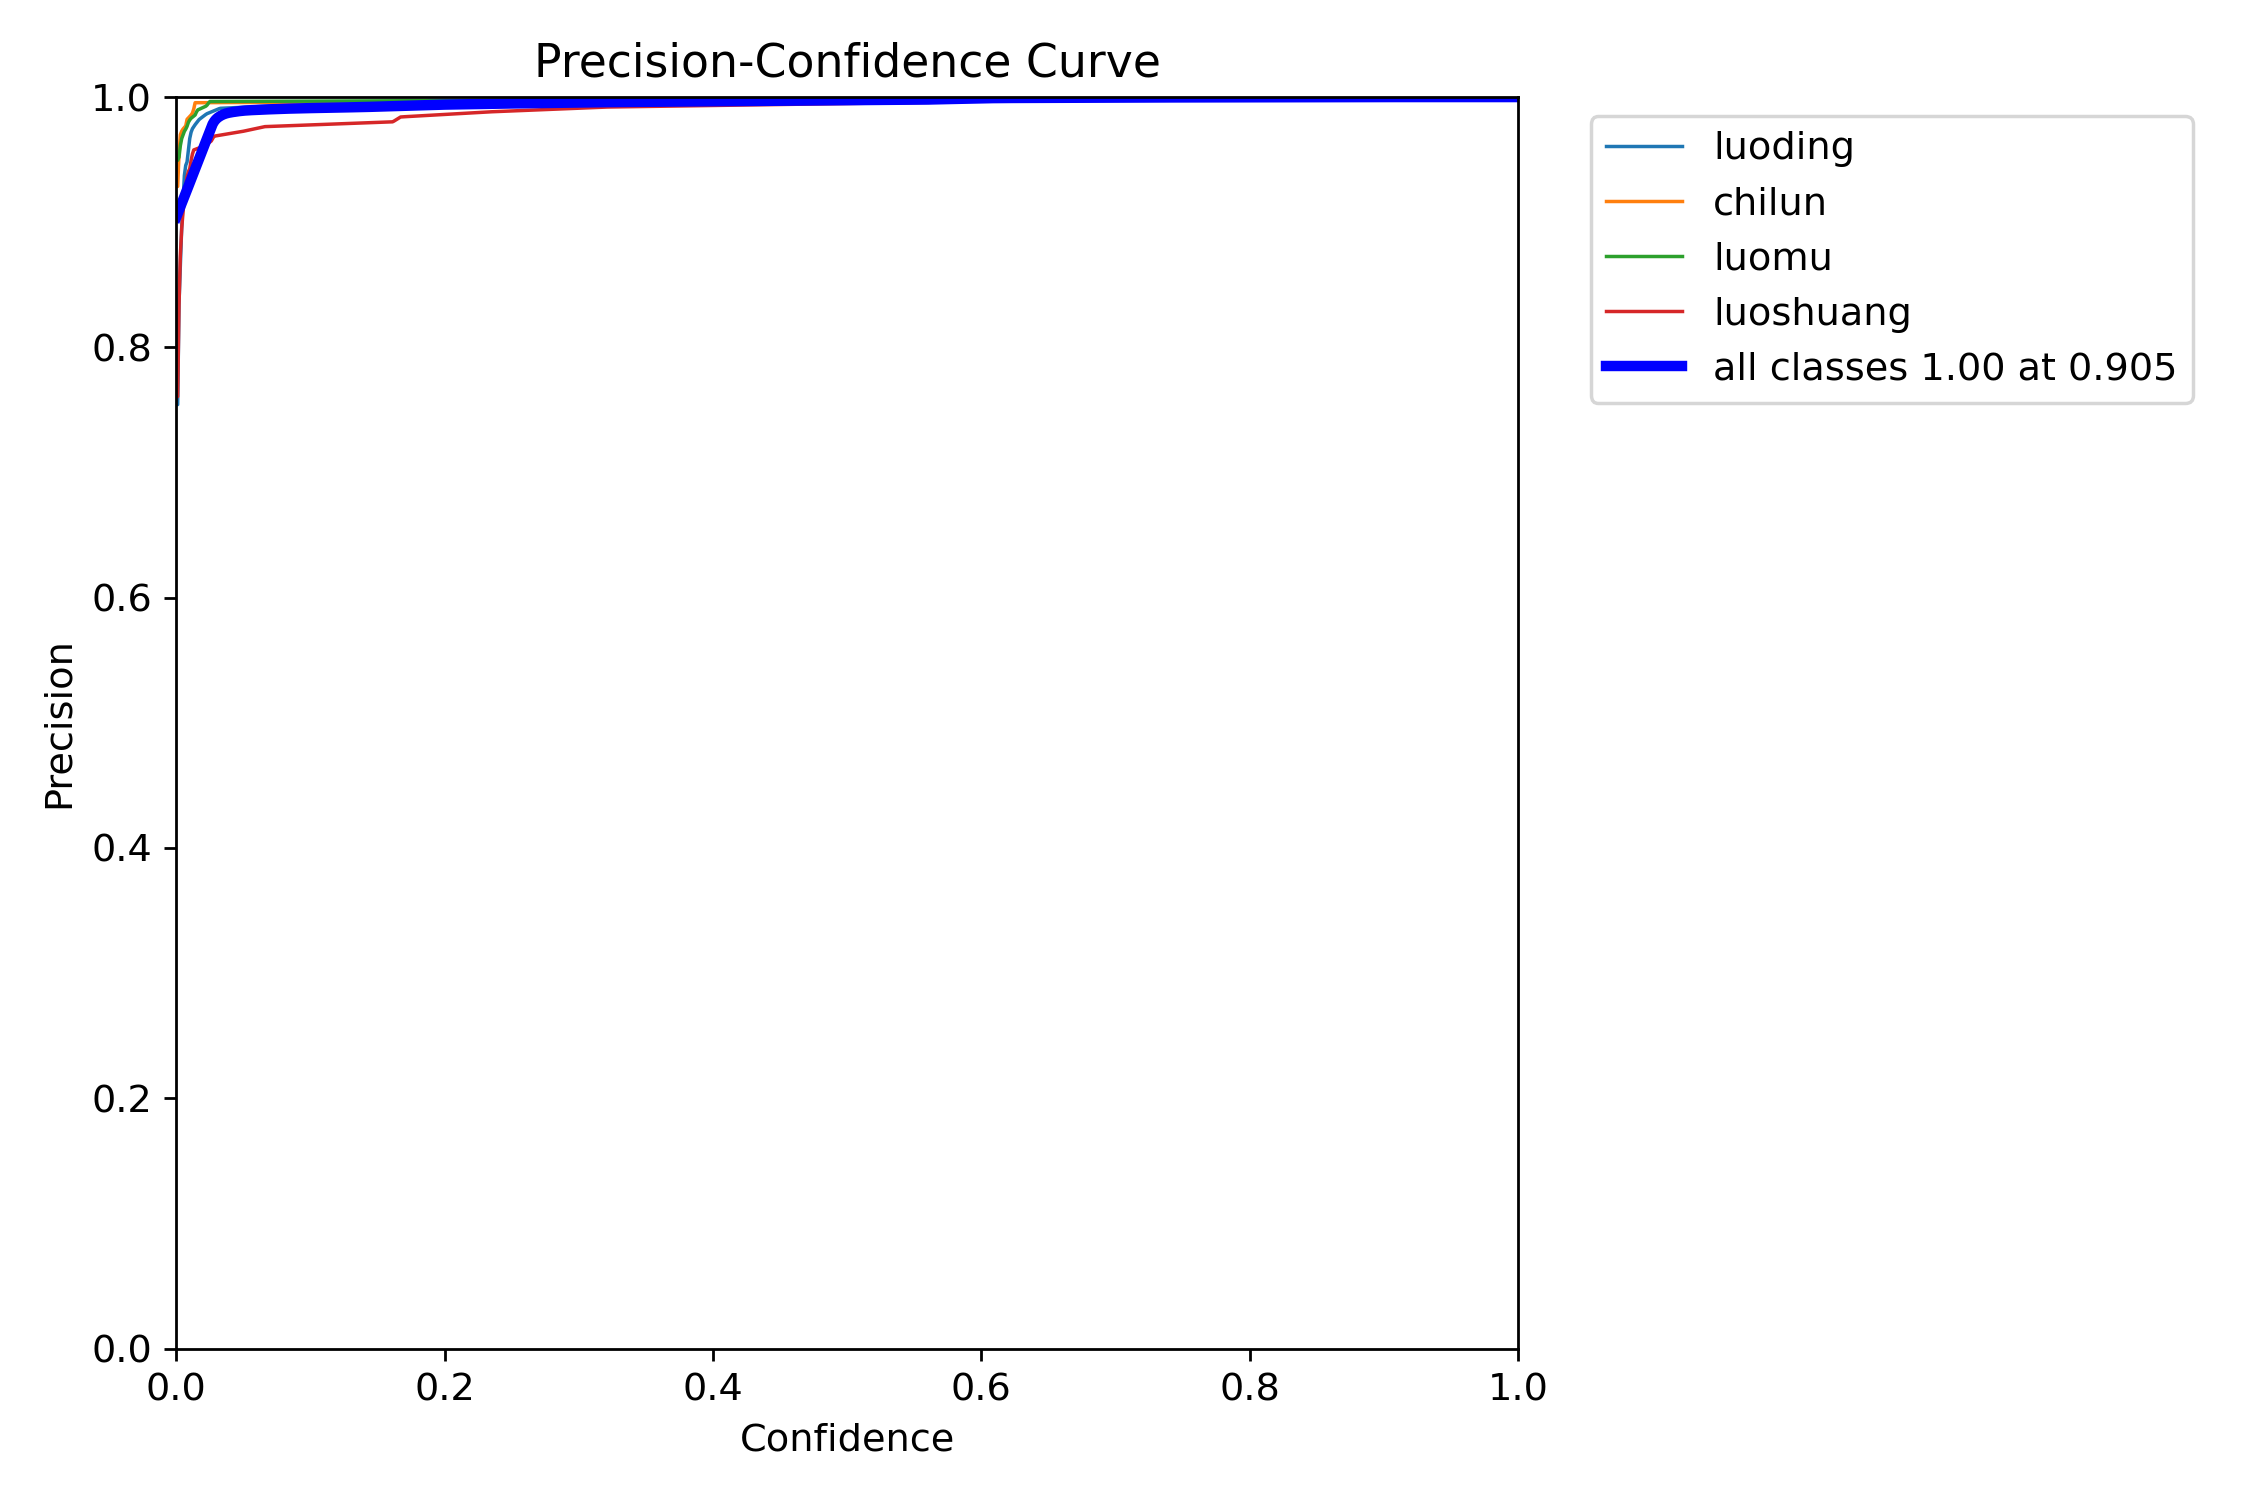 Precision-Confidence Curve
1.0
0.8
0.6
0.4
0.2
0.0
Precision
0.0 0.2 0.4 0.6 0.8 1.0
Confidence
luoding
chilun
luomu
luoshuang
all classes 1.00 at 0.905